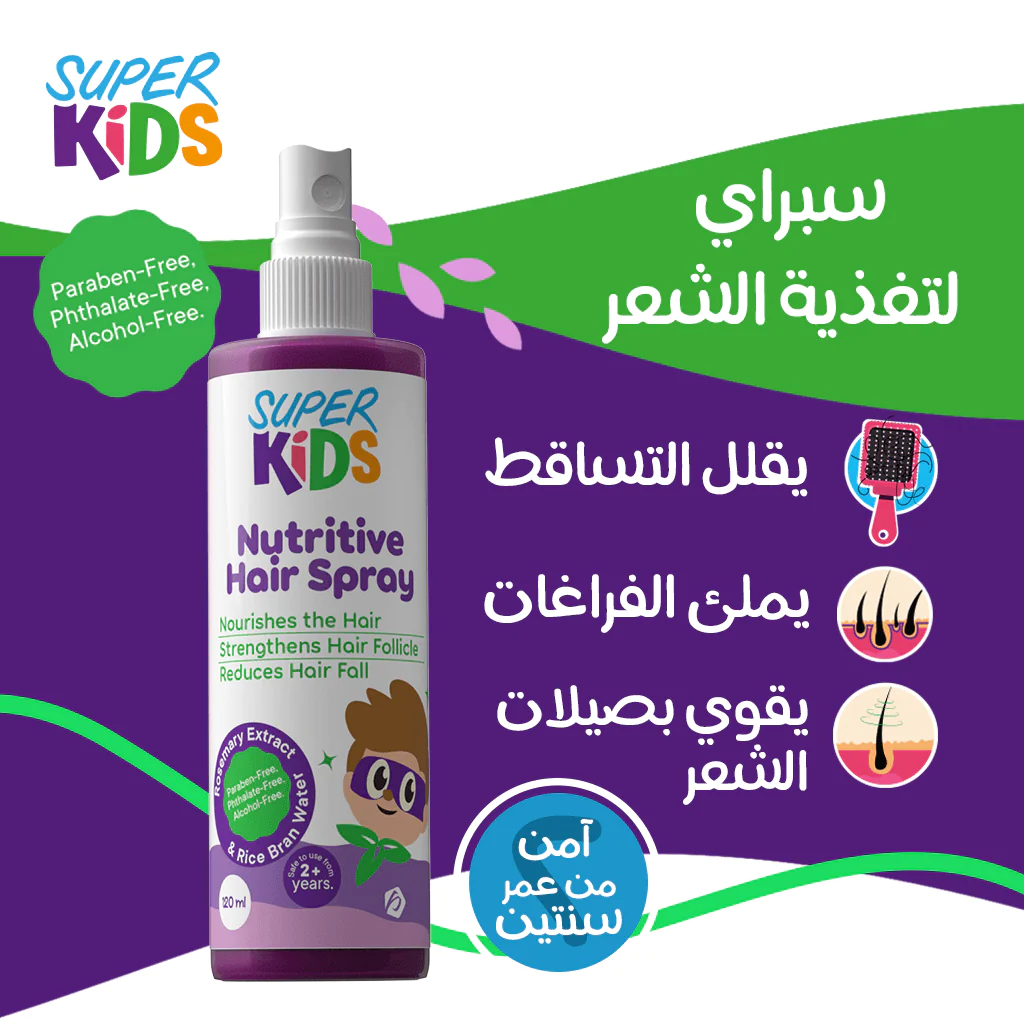 SUPER
KiDS
Paraben-Free,
Phthalate-Free,
Alcohol-Free.
سبراي
لتغذية الشعر
يقلل التساقط
يملئ الفراغات
يقوي بصيلات
الشعر
آمن
من عمر
سنتين
SUPER
KiDS
Nutritive
Hair Spray
Nourishes the Hair
Strengthens Hair Follicle
Reduces Hair Fall
Rosemary Extract
& Rice Bran Water
Paraben-Free,
Phthalate-Free,
Alcohol-Free.
Safe to use from
2+
years.
120 ml